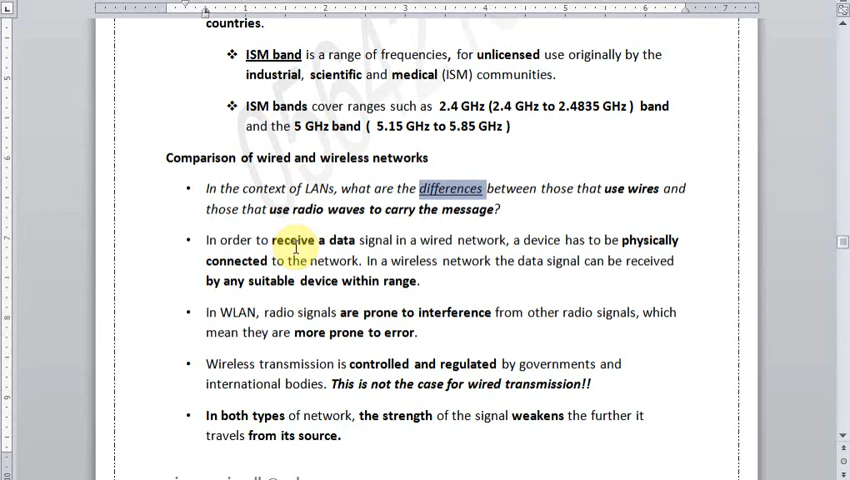 1 2 3 4 5 6 7
countries.
❖ ISM band is a range of frequencies, for unlicensed use originally by the
industrial, scientific and medical (ISM) communities.
❖ ISM bands cover ranges such as 2.4 GHz (2.4 GHz to 2.4835 GHz ) band
and the 5 GHz band ( 5.15 GHz to 5.85 GHz )
Comparison of wired and wireless networks
• In the context of LANs, what are the differences between those that use wires and
those that use radio waves to carry the message?
• In order to receive a data signal in a wired network, a device has to be physically
connected to the network. In a wireless network the data signal can be received
by any suitable device within range.
• In WLAN, radio signals are prone to interference from other radio signals, which
mean they are more prone to error.
• Wireless transmission is controlled and regulated by governments and
international bodies. This is not the case for wired transmission!!
• In both types of network, the strength of the signal weakens the further it
travels from its source.